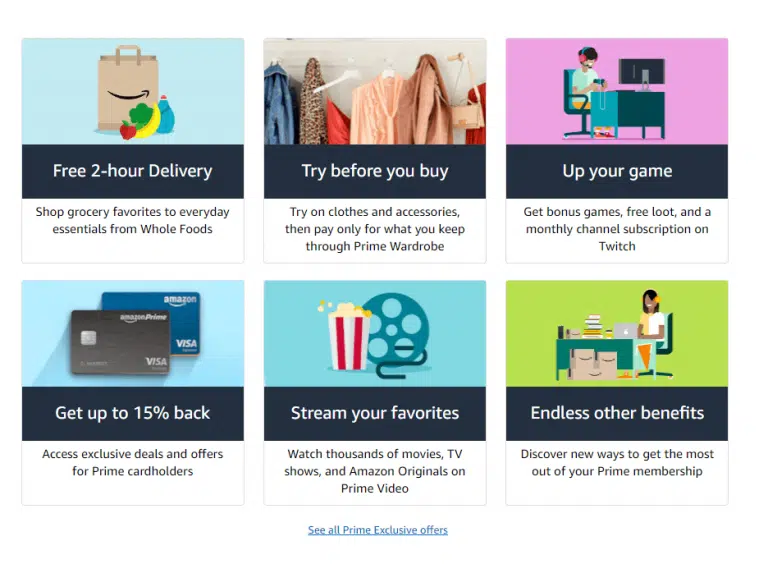 Free 2-hour Delivery
Shop grocery favorites to everyday
essentials from Whole Foods
Try before you buy
Try on clothes and accessories,
then pay only for what you keep
through Prime Wardrobe
Up your game
Get bonus games, free loot, and a
monthly channel subscription on
Twitch
amazon
amazonPrime
VISA
VISA
Get up to 15% back
Access exclusive deals and offers
for Prime cardholders
Stream your favorites
Watch thousands of movies, TV
shows, and Amazon Originals on
Prime Video
Endless other benefits
Discover new ways to get the most
out of your Prime membership
See all Prime Exclusive offers